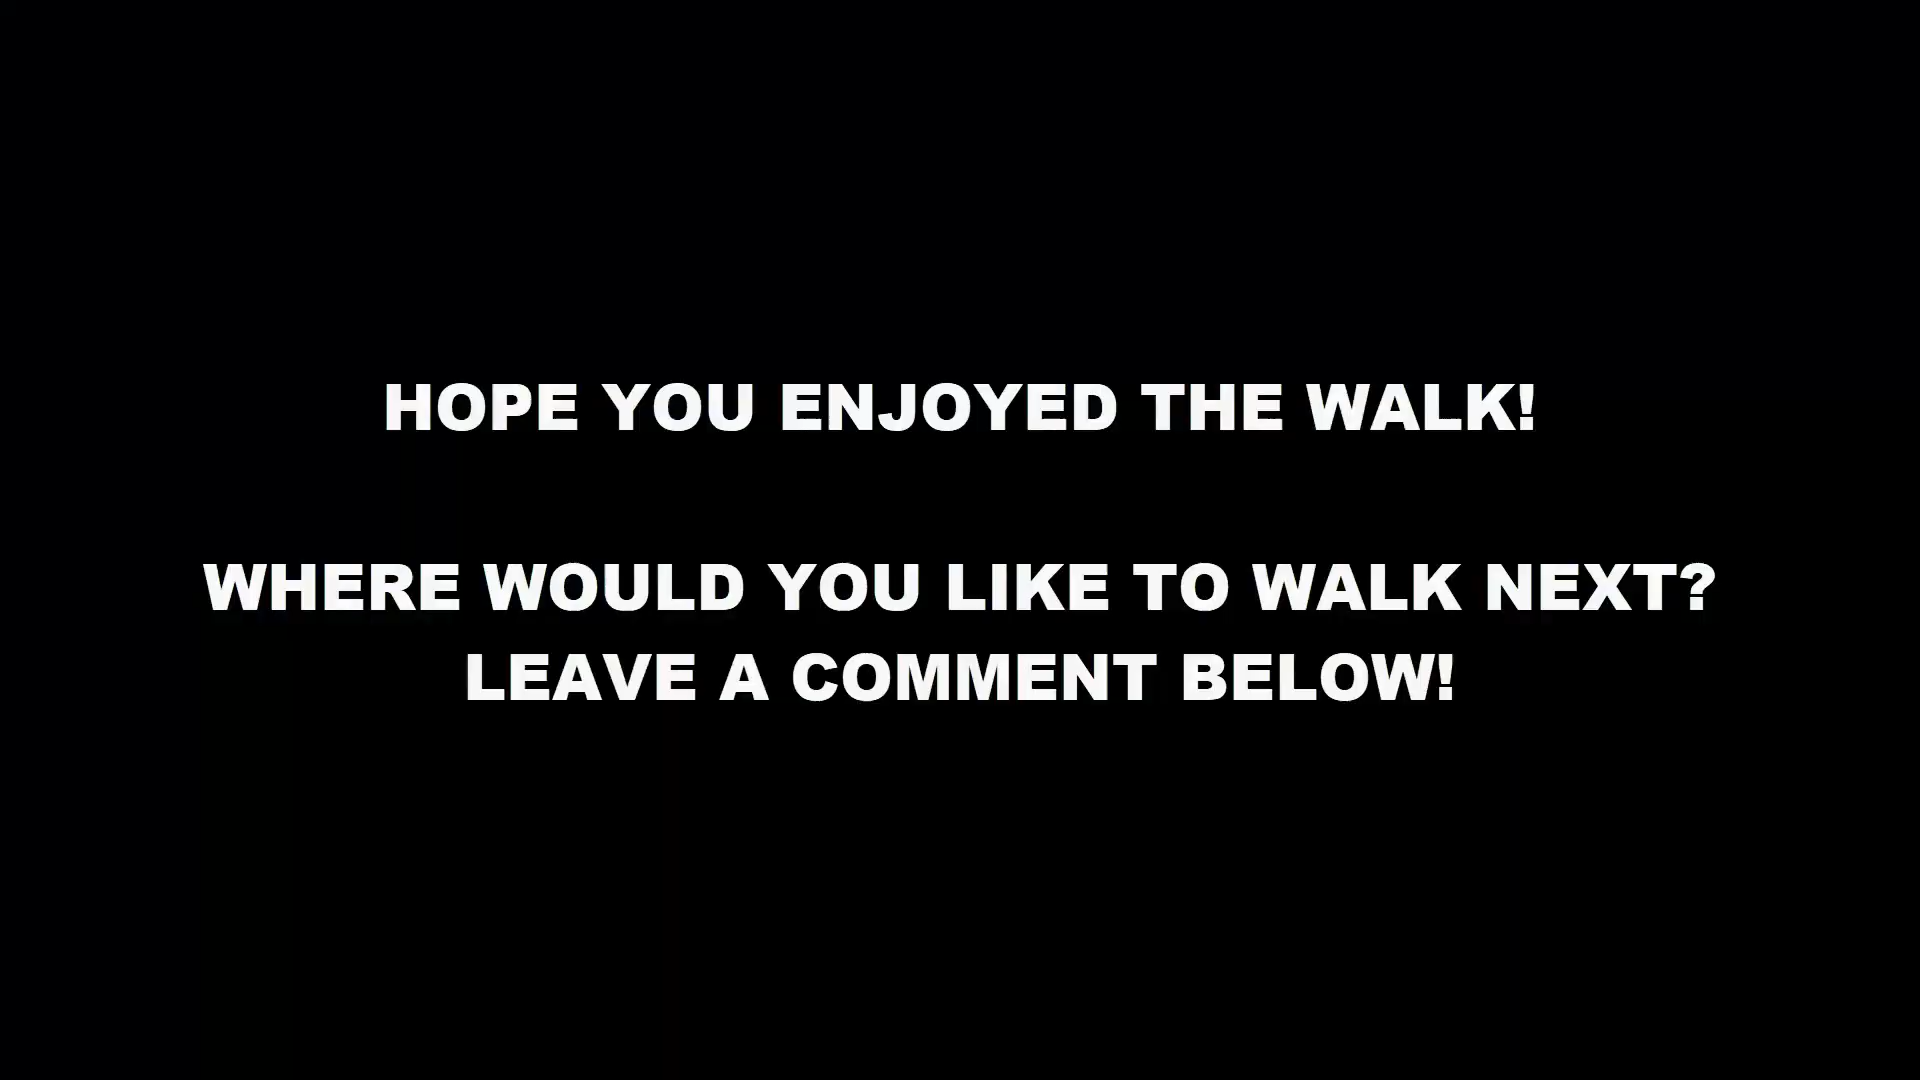 HOPE YOU ENJOYED THE WALK!
WHERE WOULD YOU LIKE TO WALK NEXT?
LEAVE A COMMENT BELOW!